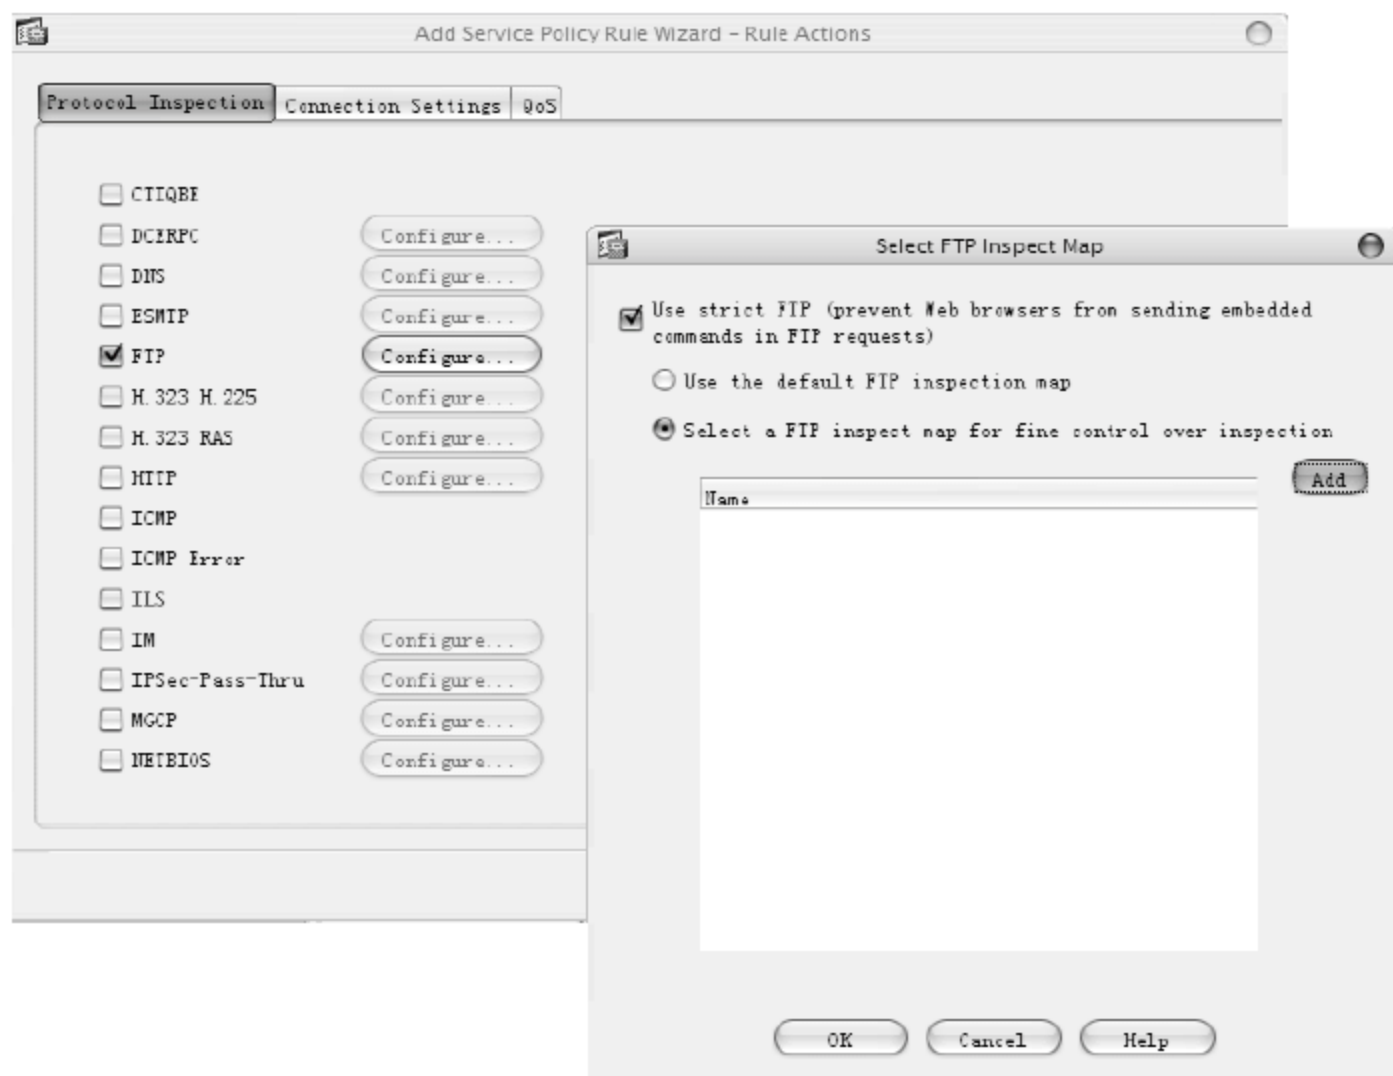 Add Service Policy Rule Wizard – Rule Actions
Protocol Inspection Connection Settings QoS
CTIQBE
DCERPC Configure...
DNS Configure...
ESMTP Configure...
FTP Configure...
H.323 H.225 Configure...
H.323 RAS Configure...
HTTP Configure...
ICMP
ICMP Error
ILS
IM Configure...
IPSec-Pass-Thru Configure...
MGCP Configure...
NETBIOS Configure...
Select FTP Inspect Map
Use strict FTP (prevent Web browsers from sending embedded
commands in FTP requests)
Use the default FTP inspection map
Select a FTP inspect map for fine control over inspection
Add
Name
OK Cancel Help